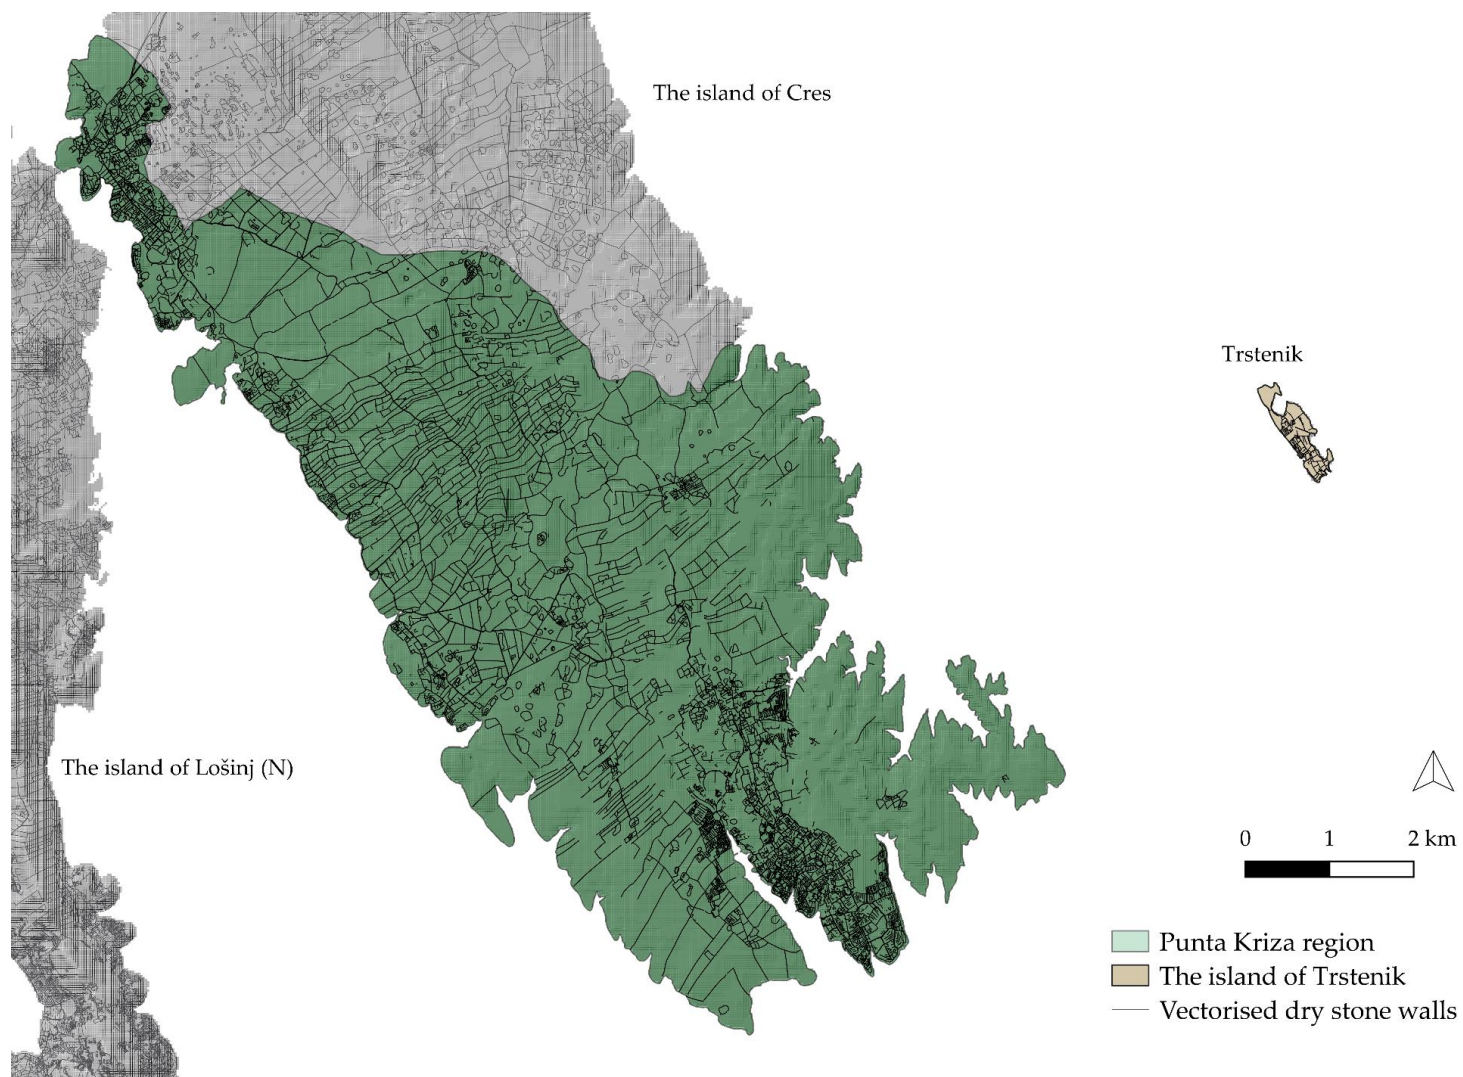 The island of Cres
Trstenik
The island of Lošinj (N)
0 1 2 km
Punta Kriza region
The island of Trstenik
Vectorised dry stone walls